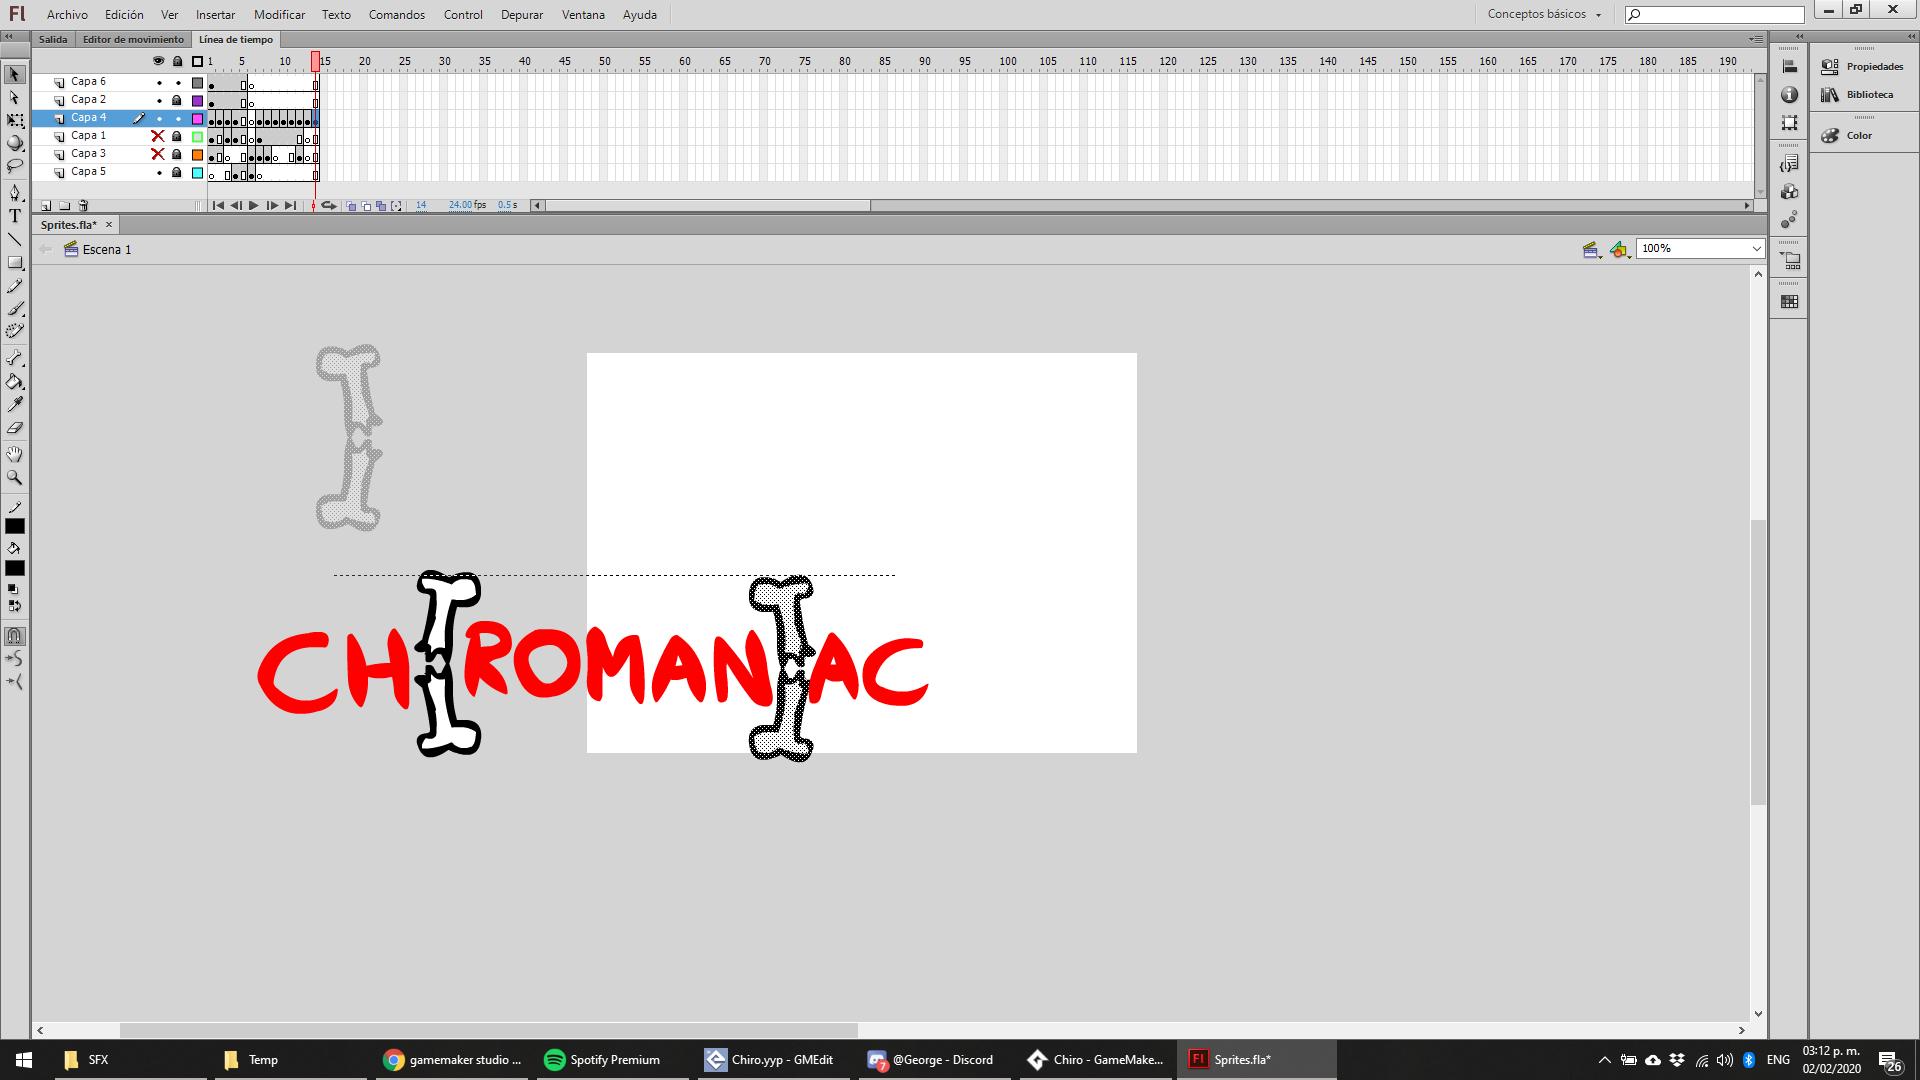 Fl Archivo Edición Ver Insertar Modificar Texto Comandos Control Depurar Ventana Ayuda Conceptos básicos
Salida Editor de movimiento Línea de tiempo
1 5 10 15 20 25 30 35 40 45 50 55 60 65 70 75 80 85 90 95 100 105 110 115 120 125 130 135 140 145 150 155 160 165 170 175 180 185 190
Capa 6
Capa 2
Capa 4
Capa 1
Capa 3
Capa 5
14 24.00 fps 0.5 s
Sprites.fla* ×
Escena 1 100%
Propiedades
Biblioteca
Color
CHIROMANIAC
SFX Temp gamemaker studio ... Spotify Premium Chiro.yyp - GMEdit @George - Discord 7 Chiro - GameMake... Fl Sprites.fla* ENG 03:12 p. m.
02/02/2020 26